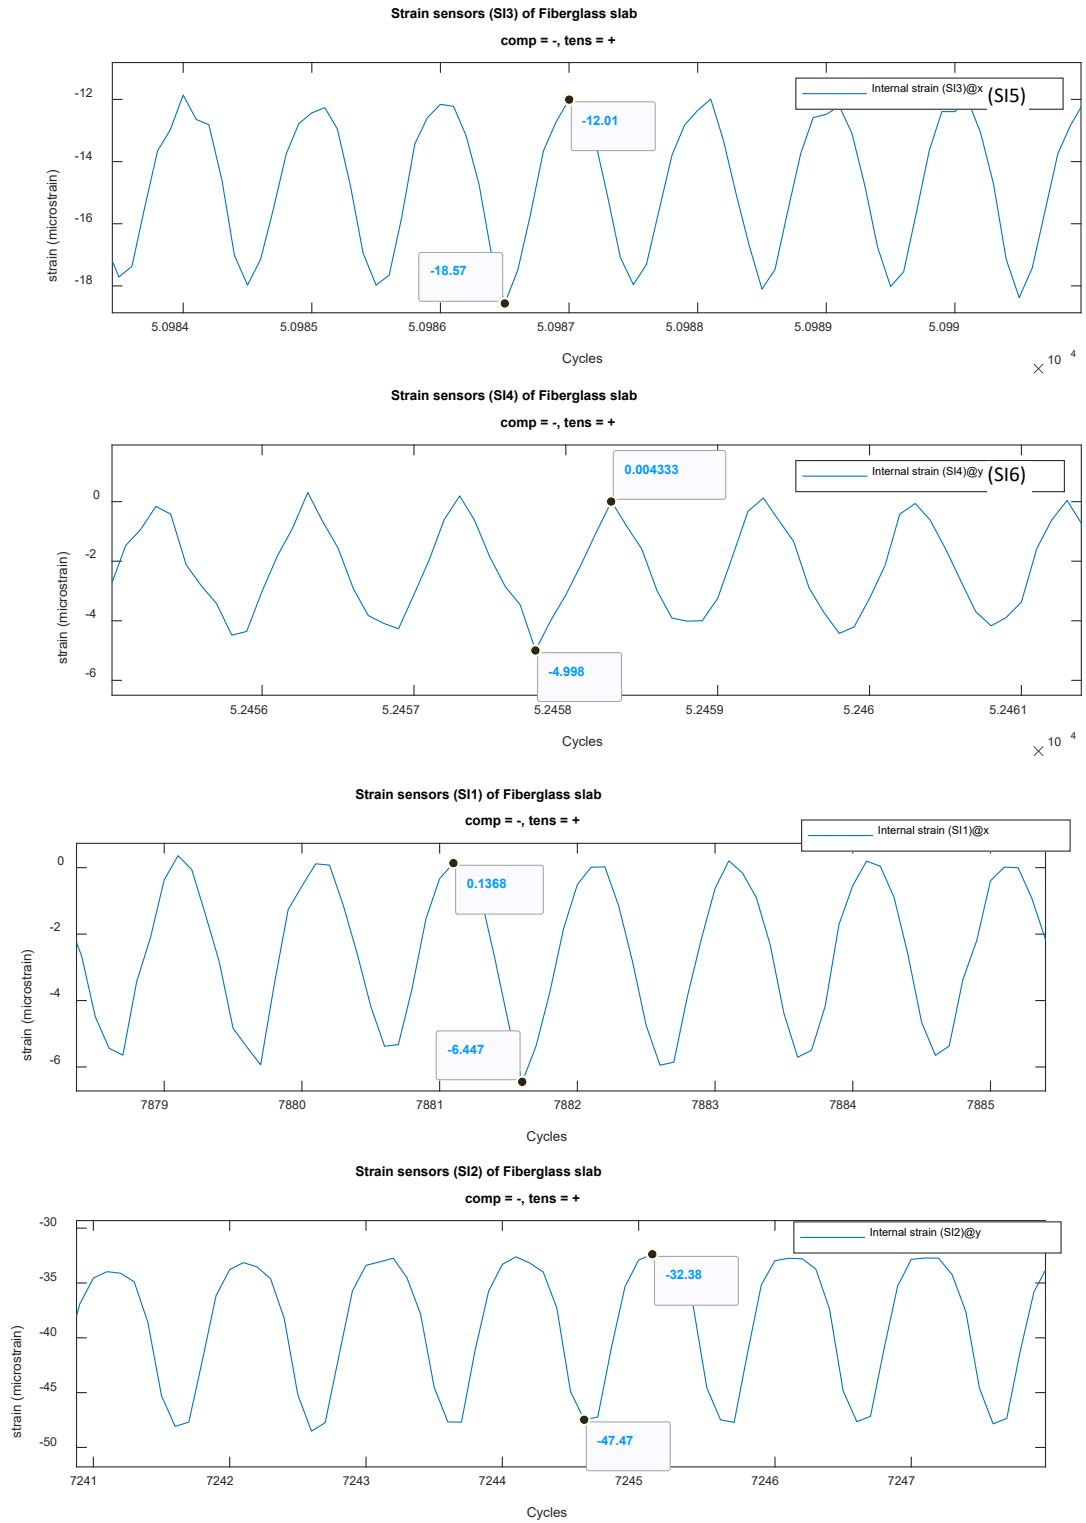 Strain sensors (SI3) of Fiberglass slab
comp = -, tens = +
Internal strain (SI3)@x (SI5)
-12
-14
-16
-18
strain (microstrain)
-12.01
-18.57
5.0984 5.0985 5.0986 5.0987 5.0988 5.0989 5.099
Cycles
× 10 4
Strain sensors (SI4) of Fiberglass slab
comp = -, tens = +
Internal strain (SI4)@y (SI6)
0
-2
-4
-6
strain (microstrain)
0.004333
-4.998
5.2456 5.2457 5.2458 5.2459 5.246 5.2461
Cycles
× 10 4
Strain sensors (SI1) of Fiberglass slab
comp = -, tens = +
Internal strain (SI1)@x
0
-2
-4
-6
strain (microstrain)
0.1368
-6.447
7879 7880 7881 7882 7883 7884 7885
Cycles
Strain sensors (SI2) of Fiberglass slab
comp = -, tens = +
Internal strain (SI2)@y
-30
-35
-40
-45
-50
strain (microstrain)
-32.38
-47.47
7241 7242 7243 7244 7245 7246 7247
Cycles